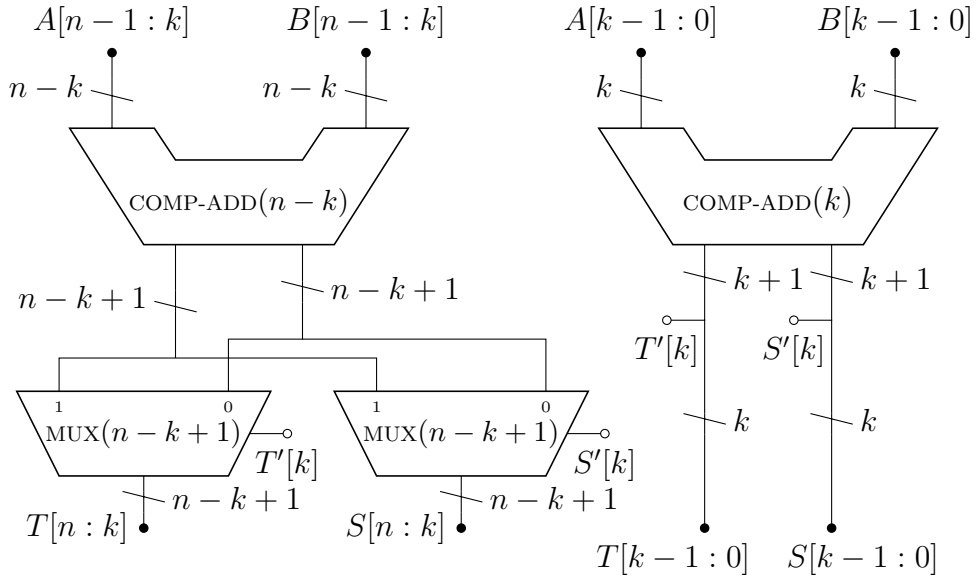 A[n − 1 : k] B[n − 1 : k] A[k − 1 : 0] B[k − 1 : 0]
n − k n − k k k
COMP-ADD(n − k) COMP-ADD(k)
n − k + 1 n − k + 1 k + 1 k + 1
T′[k] S′[k]
1 0 1 0
MUX(n − k + 1) MUX(n − k + 1) k k
T′[k] S′[k]
n − k + 1 n − k + 1
T[n : k] S[n : k]
T[k − 1 : 0] S[k − 1 : 0]